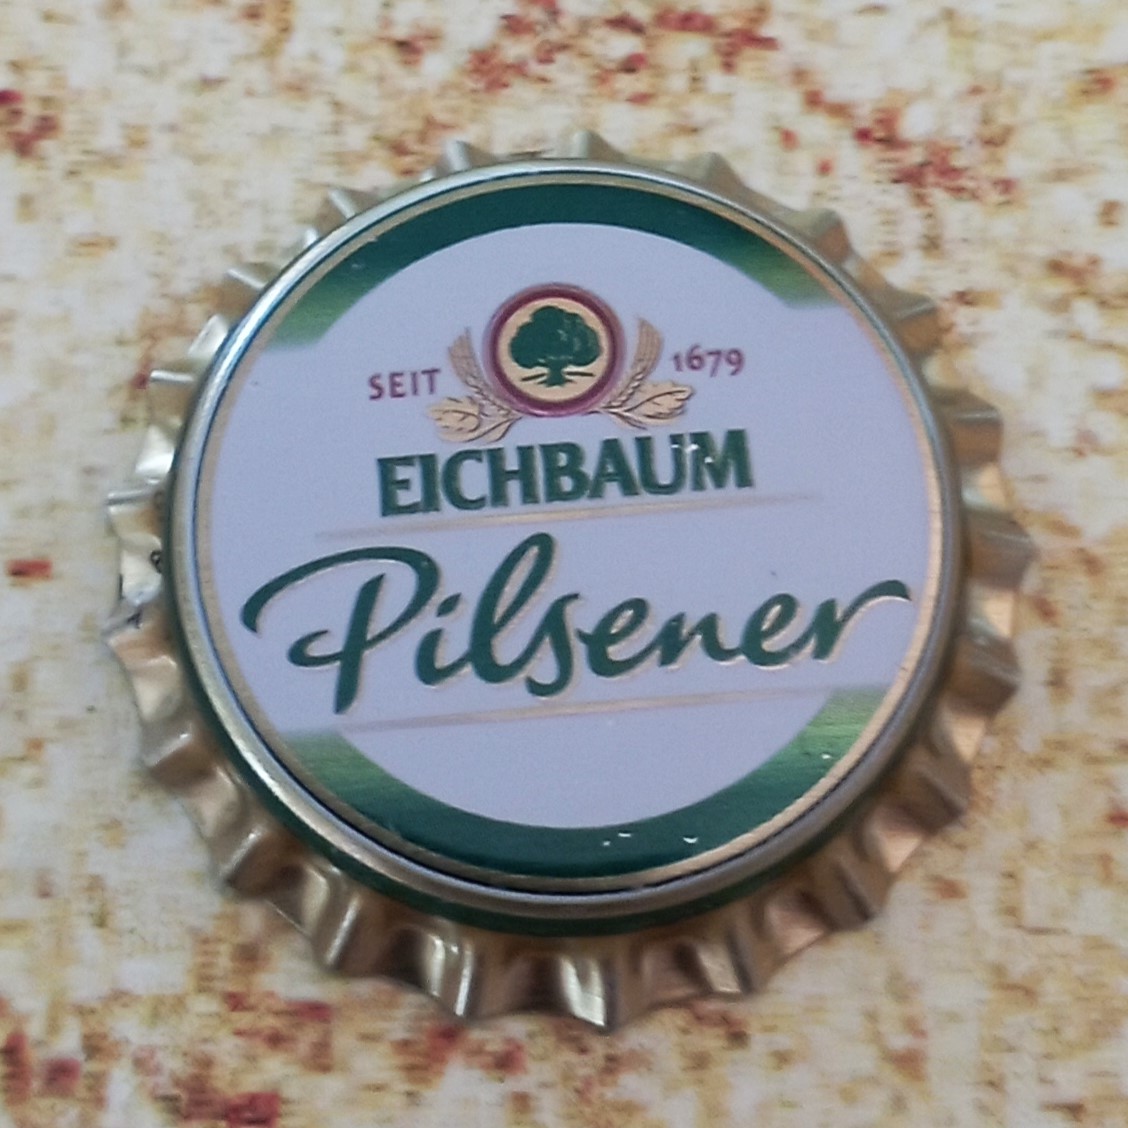 SEIT 1679
EICHBAUM
Pilsener